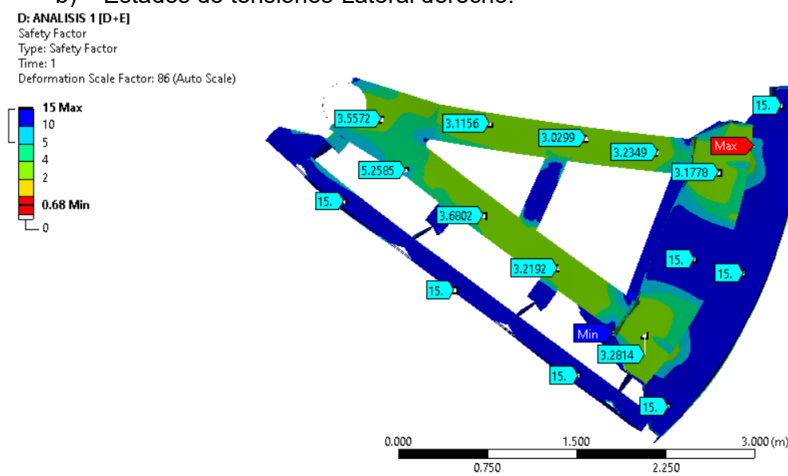 b) Estados de tensiones Lateral derecho.
D: ANALISIS 1 [D+E]
Safety Factor
Type: Safety Factor
Time: 1
Deformation Scale Factor: 86 (Auto Scale)
15 Max
10
5
4
2
0.68 Min
0
3.5572
3.1156
3.0299
3.2349
15.
Max
3.1778
5.2585
15.
3.6802
3.2192
15.
15.
15.
Min
3.2814
15.
15.
0.000
1.500
3.000 (m)
0.750
2.250